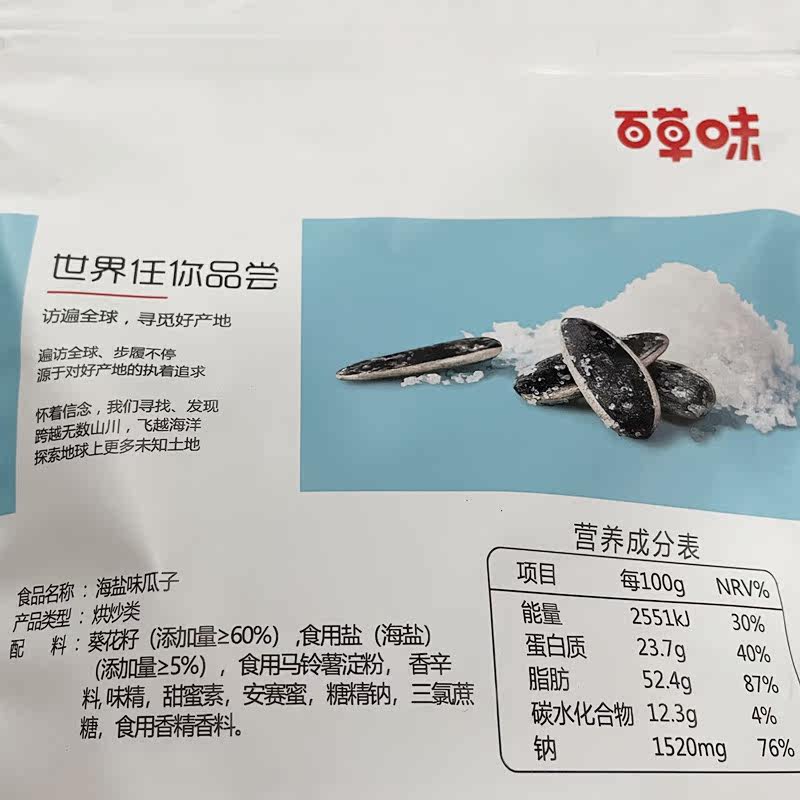 百草味
世界任你品尝
访遍全球，寻觅好产地
遍访全球、步履不停
源于对好产地的执着追求
怀着信念，我们寻找、发现
跨越无数山川，飞越海洋
探索地球上更多未知土地
食品名称：海盐味瓜子
产品类型：烘炒类
配 料：葵花籽（添加量≥60%）,食用盐（海盐）
（添加量≥5%），食用马铃薯淀粉，香辛
料,味精，甜蜜素，安赛蜜，糖精钠，三氯蔗
糖，食用香精香料。
营养成分表
项目 每100g NRV%
能量 2551kJ 30%
蛋白质 23.7g 40%
脂肪 52.4g 87%
碳水化合物 12.3g 4%
钠 1520mg 76%